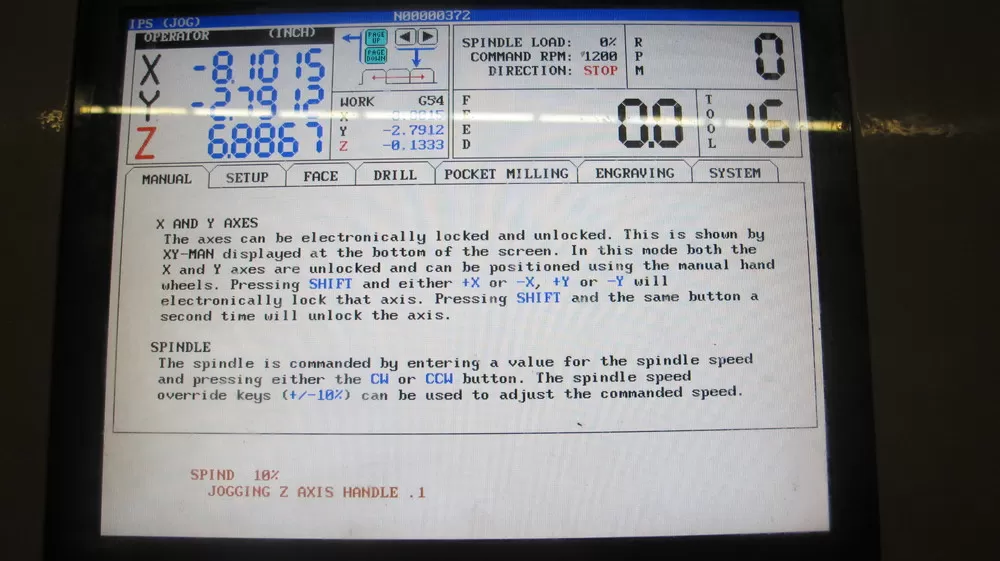 IPS (JOG)
N00000372
OPERATOR (INCH)
X -8.1015
Y -2.7912
Z 6.8867
PAGE UP
PAGE DOWN
WORK G54
X
Y -2.7912
Z -0.1333
SPINDLE LOAD: 0%
COMMAND RPM: 1200
DIRECTION: STOP
RPM 0
FEED 0.0
TOOL 16
MANUAL SETUP FACE DRILL POCKET MILLING ENGRAVING SYSTEM
X AND Y AXES
The axes can be electronically locked and unlocked. This is shown by
XY-MAN displayed at the bottom of the screen. In this mode both the
X and Y axes are unlocked and can be positioned using the manual hand
wheels. Pressing SHIFT and either +X or -X, +Y or -Y will
electronically lock that axis. Pressing SHIFT and the same button a
second time will unlock the axis.
SPINDLE
The spindle is commanded by entering a value for the spindle speed
and pressing either the CW or CCW button. The spindle speed
override keys (+/-10%) can be used to adjust the commanded speed.
SPIND 10%
JOGGING Z AXIS HANDLE .1